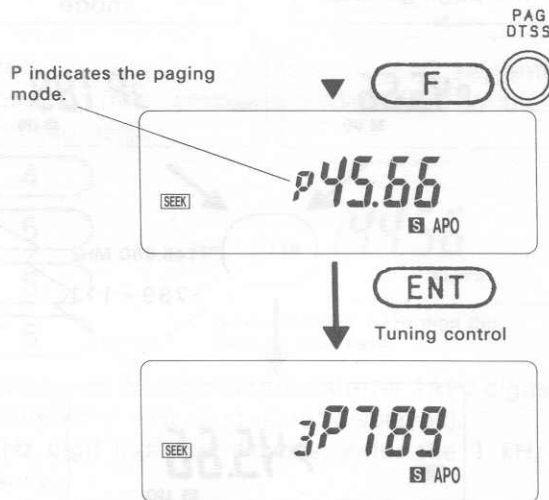 PAG
DTSS
P indicates the paging
mode.
F
P45.66
SEEK
S APO
ENT
Tuning control
3P789
SEEK
S APO